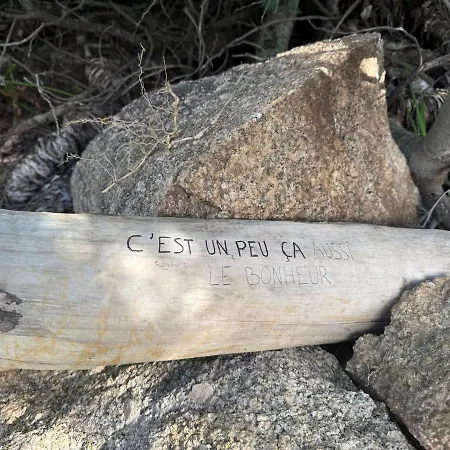 C'EST UN PEU ÇA AUSSI
LE BONHEUR